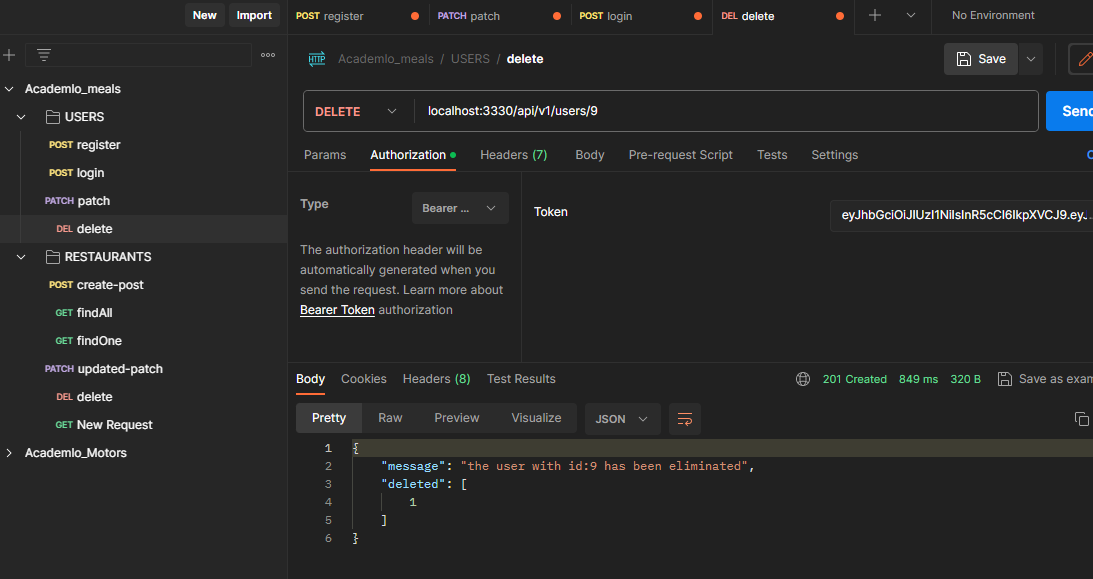 New Import POST register PATCH patch POST login DEL delete No Environment
Academlo_meals / USERS / delete Save
Academlo_meals
USERS
POST register
POST login
PATCH patch
DEL delete
RESTAURANTS
POST create-post
GET findAll
GET findOne
PATCH updated-patch
DEL delete
GET New Request
Academlo_Motors
DELETE localhost:3330/api/v1/users/9 Send
Params Authorization Headers (7) Body Pre-request Script Tests Settings
Type Bearer ...
The authorization header will be
automatically generated when you
send the request. Learn more about
Bearer Token authorization
Token eyJhbGciOiJIUzI1NiIsInR5cCI6IkpXVCJ9.eyJ...
Body Cookies Headers (8) Test Results 201 Created 849 ms 320 B Save as exam
Pretty Raw Preview Visualize JSON
1 {
2 "message": "the user with id:9 has been eliminated",
3 "deleted": [
4 1
5 ]
6 }